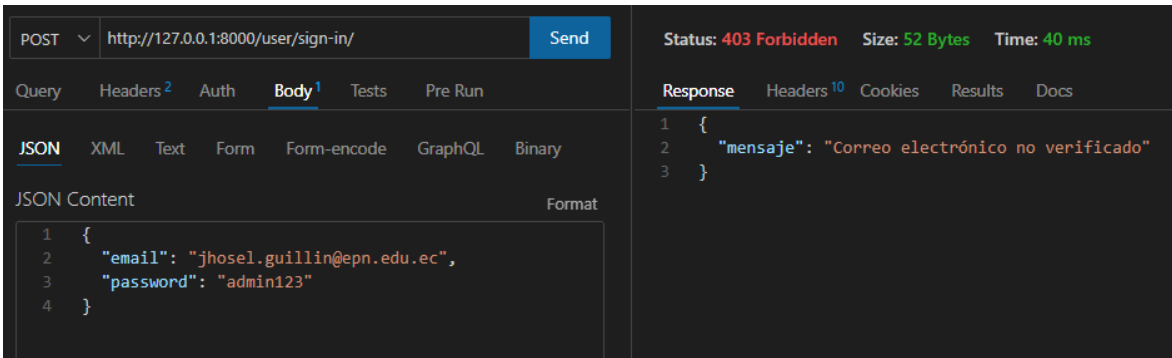 POST http://127.0.0.1:8000/user/sign-in/ Send
Query Headers 2 Auth Body 1 Tests Pre Run
JSON XML Text Form Form-encode GraphQL Binary
JSON Content Format
1 {
2 "email": "jhosel.guillin@epn.edu.ec",
3 "password": "admin123"
4 }
Status: 403 Forbidden Size: 52 Bytes Time: 40 ms
Response Headers 10 Cookies Results Docs
1 {
2 "mensaje": "Correo electrónico no verificado"
3 }